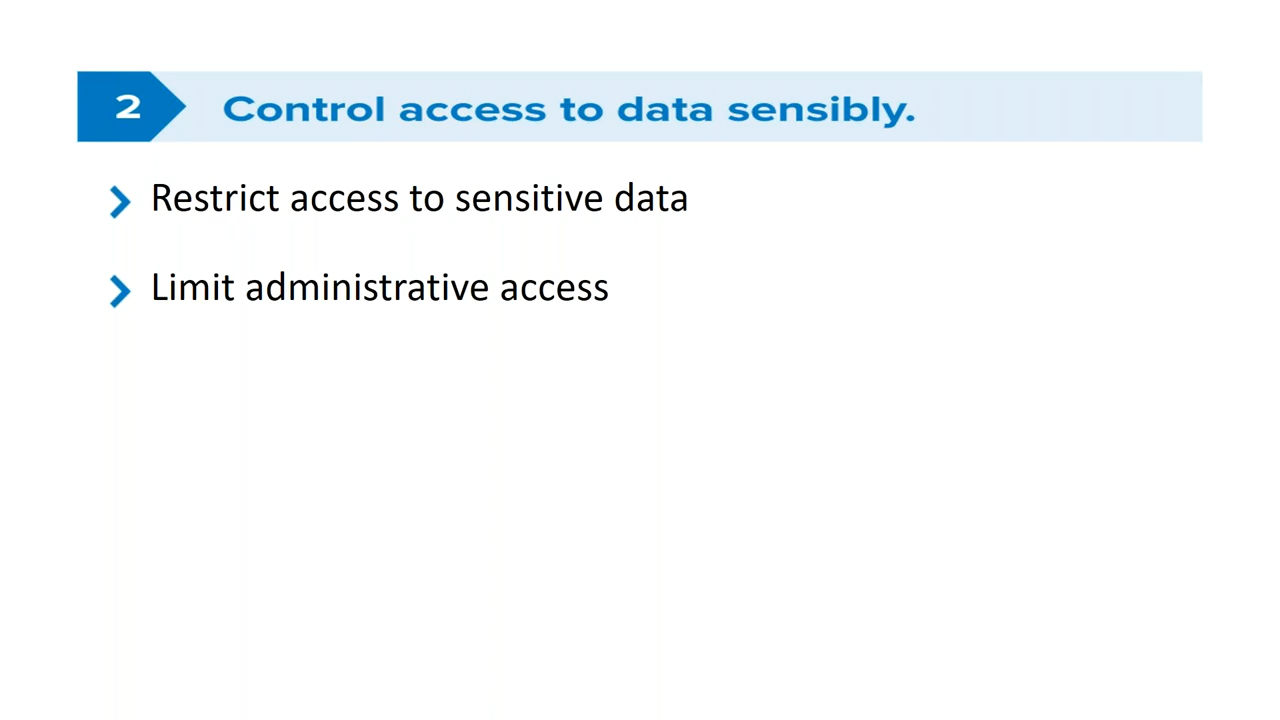 2
Control access to data sensibly.
Restrict access to sensitive data
Limit administrative access